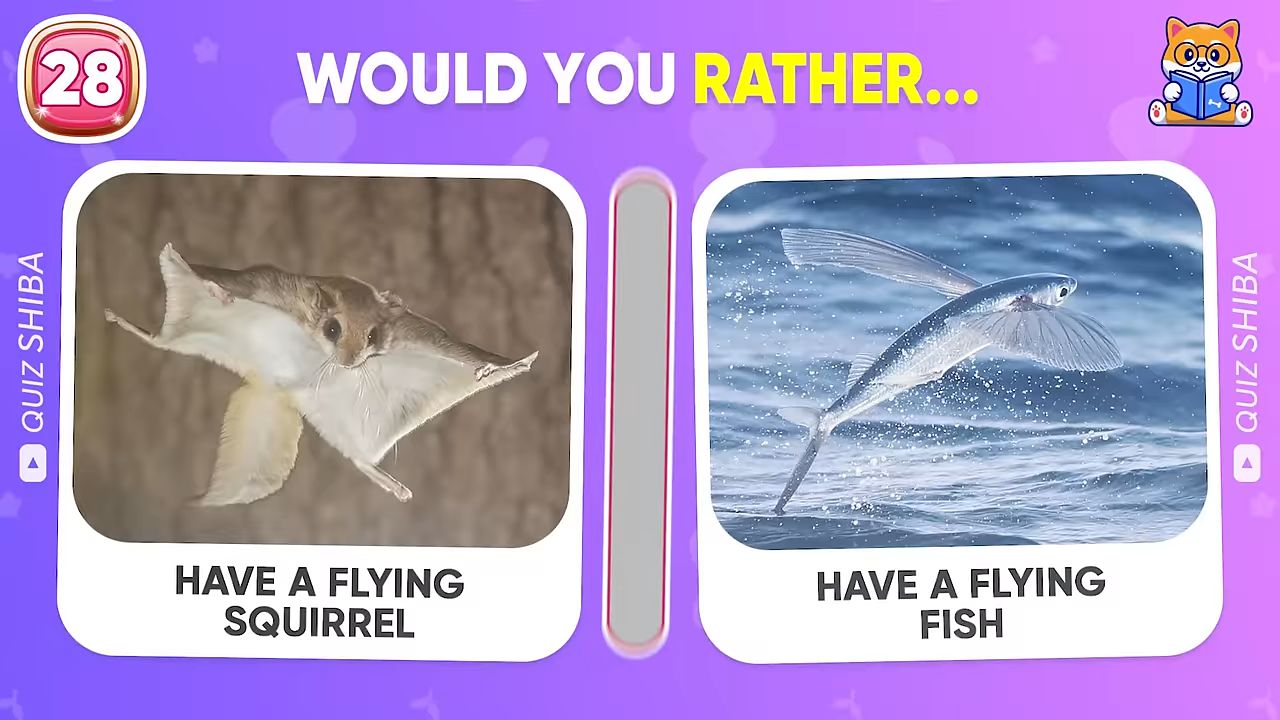 28
WOULD YOU RATHER...
QUIZ SHIBA
HAVE A FLYING
SQUIRREL
HAVE A FLYING
FISH
QUIZ SHIBA